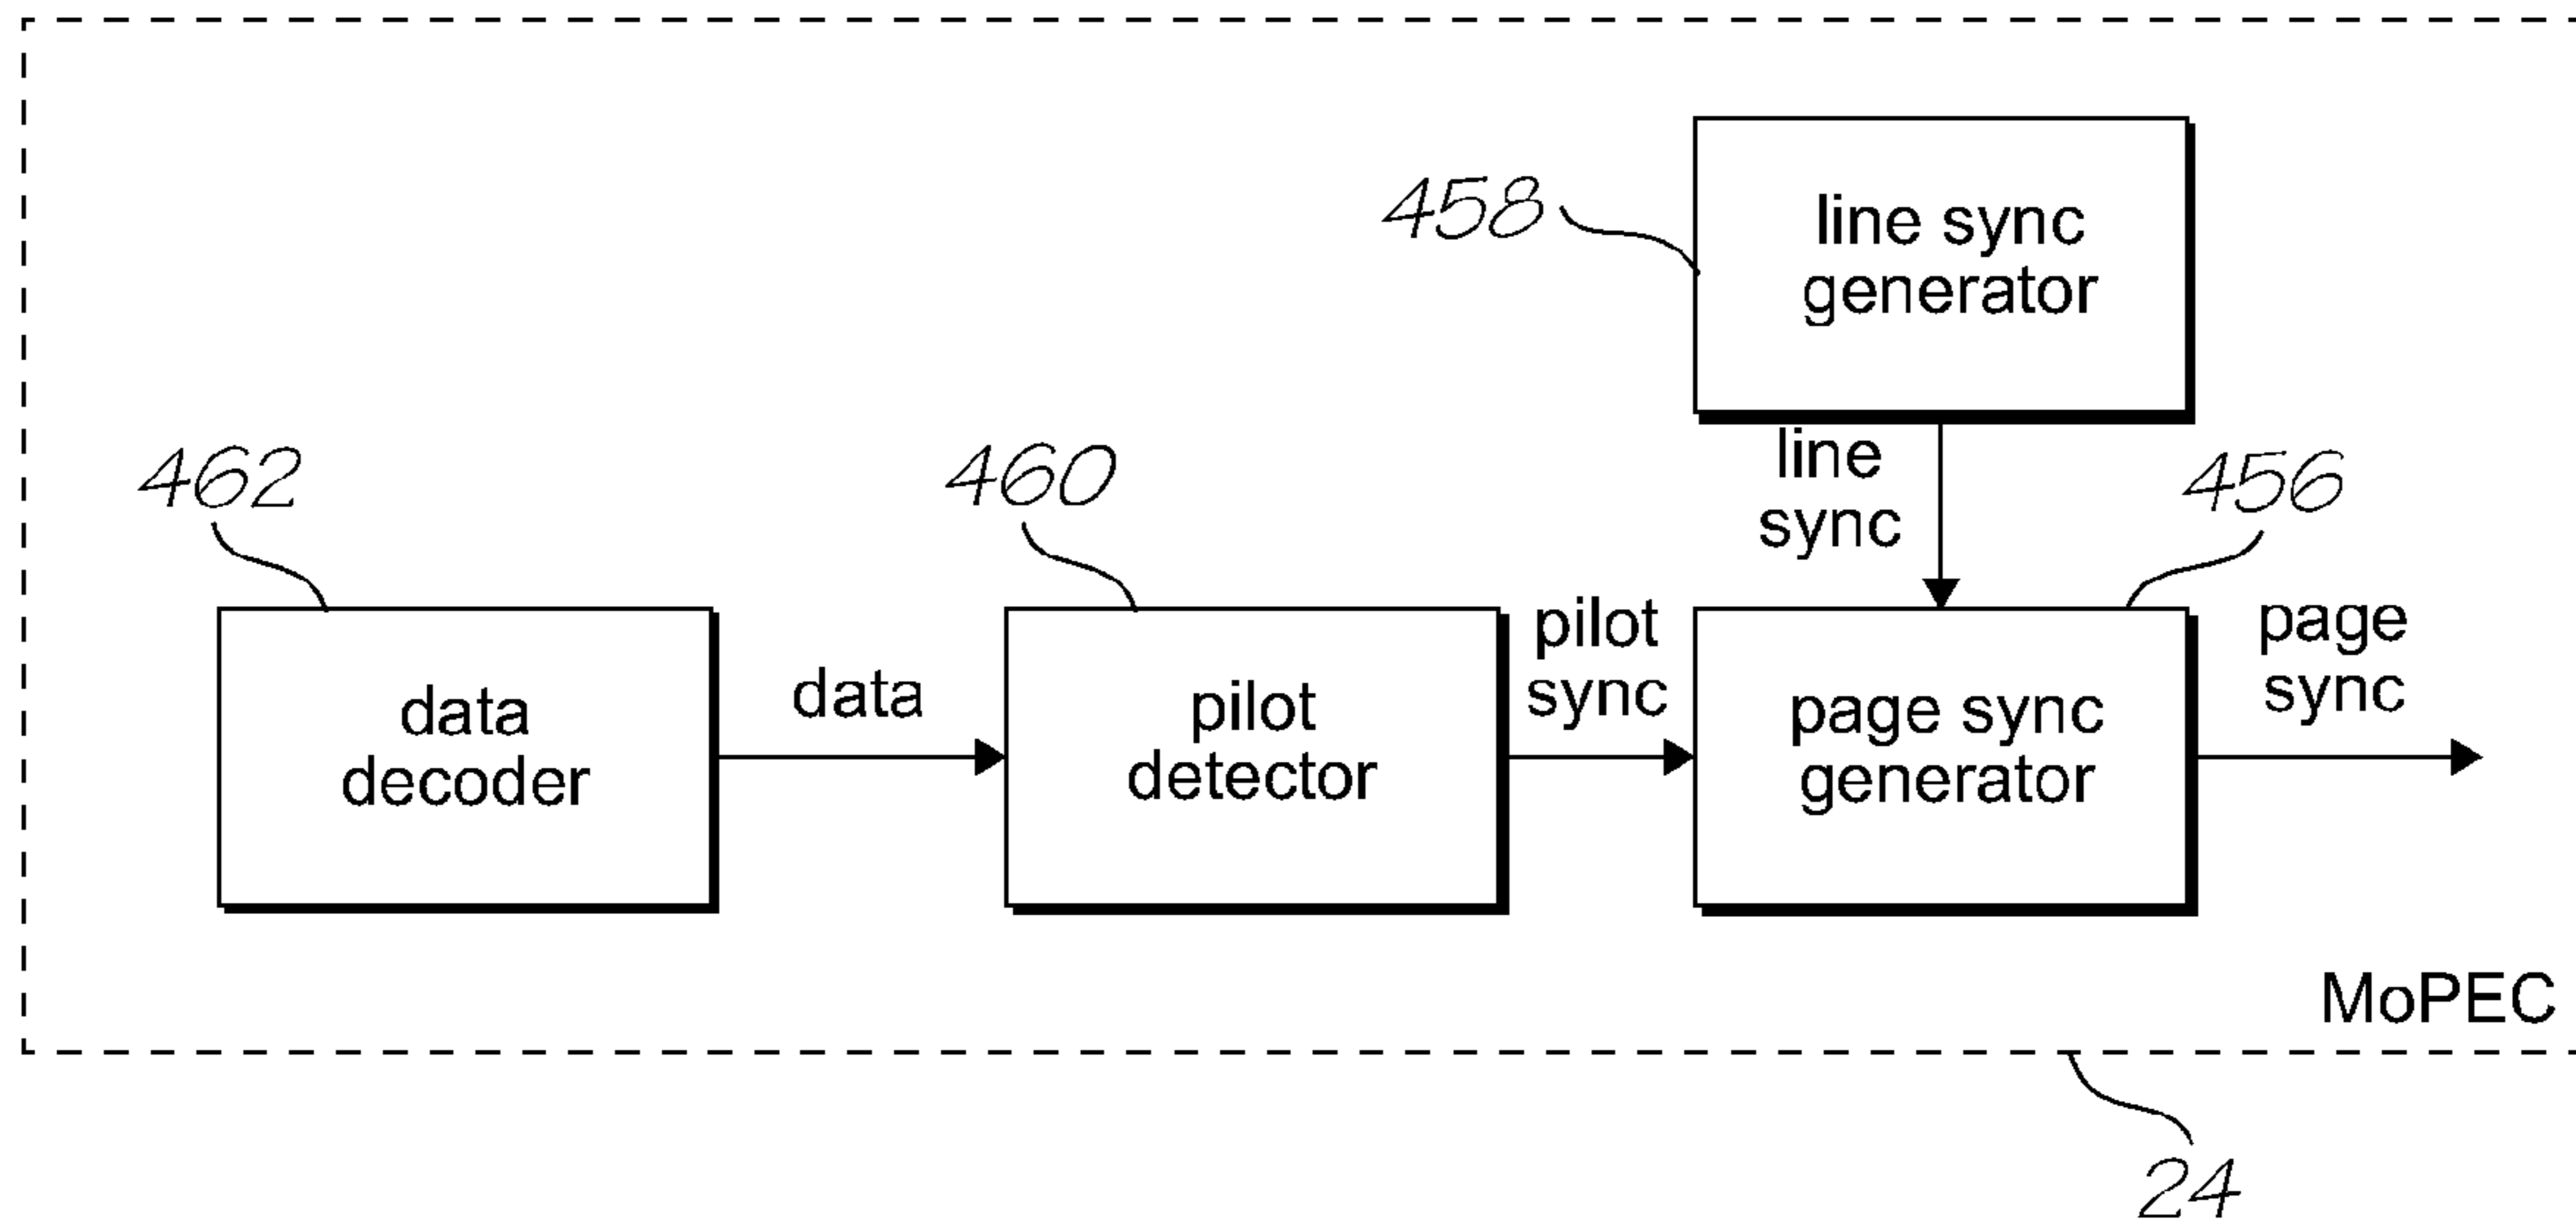 458
line sync
generator
line
sync
462
460
456
data
decoder
data
pilot
detector
pilot
sync
page sync
generator
page
sync
MoPEC
24